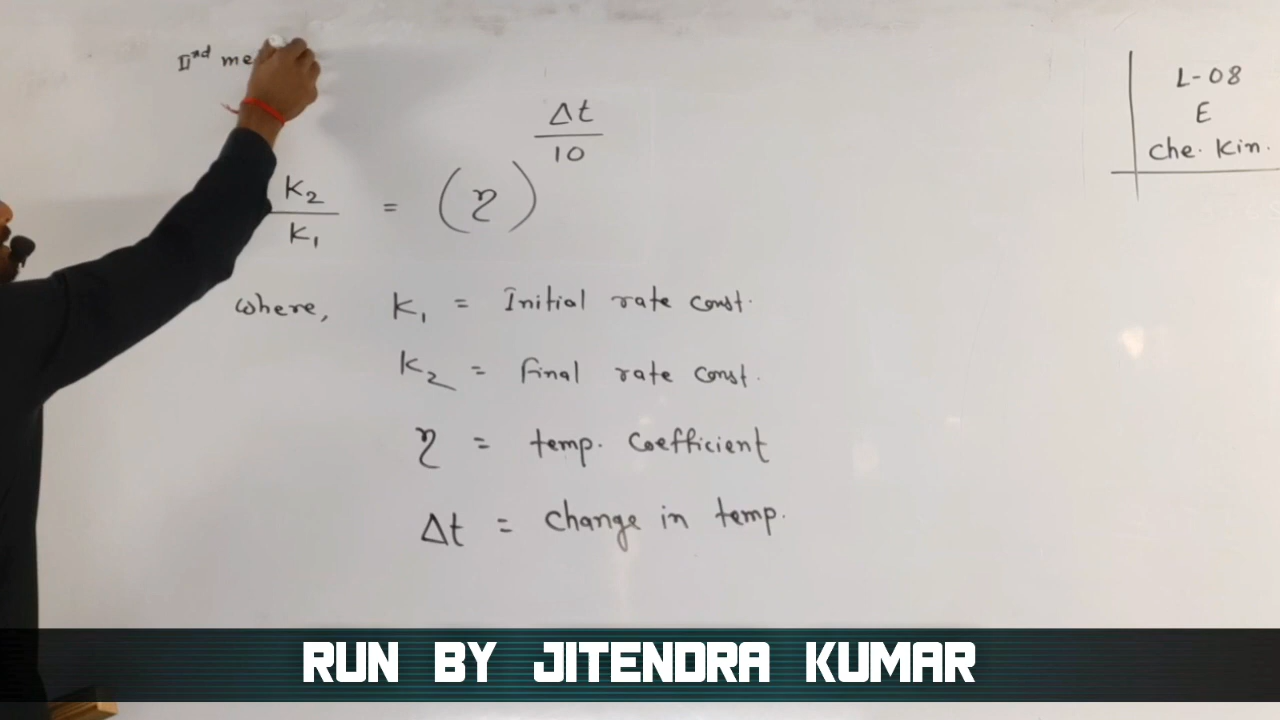 IInd me
L-08
E
Che. Kin.
K₂/K₁ = (η)^(Δt/10)
where, K₁ = Initial rate const.
K₂ = final rate const.
η = temp. Coefficient
Δt = change in temp.
RUN BY JITENDRA KUMAR